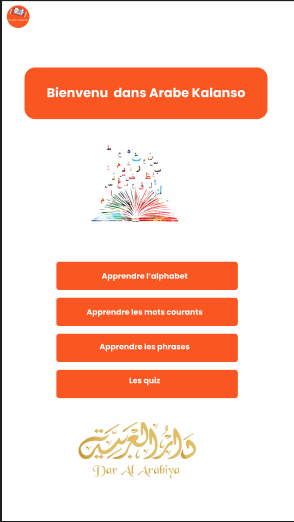 Bienvenu dans Arabe Kalanso
Apprendre l'alphabet
Apprendre les mots courants
Apprendre les phrases
Les quiz
دار العربية
Dar Al Arabiya